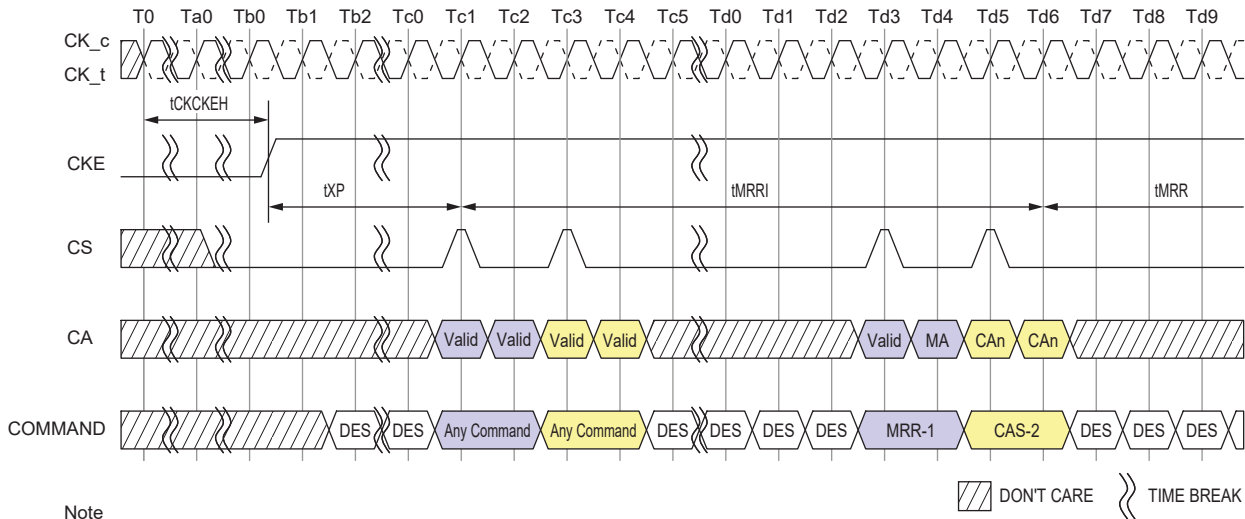 T0 Ta0 Tb0 Tb1 Tb2 Tc0 Tc1 Tc2 Tc3 Tc4 Tc5 Td0 Td1 Td2 Td3 Td4 Td5 Td6 Td7 Td8 Td9
CK_c
CK_t
tCKCKEH
CKE
tXP tMRRI tMRR
CS
CA Valid Valid Valid Valid Valid MA CAn CAn
COMMAND DES DES Any Command Any Command DES DES DES DES MRR-1 CAS-2 DES DES DES
DON'T CARE TIME BREAK
Note